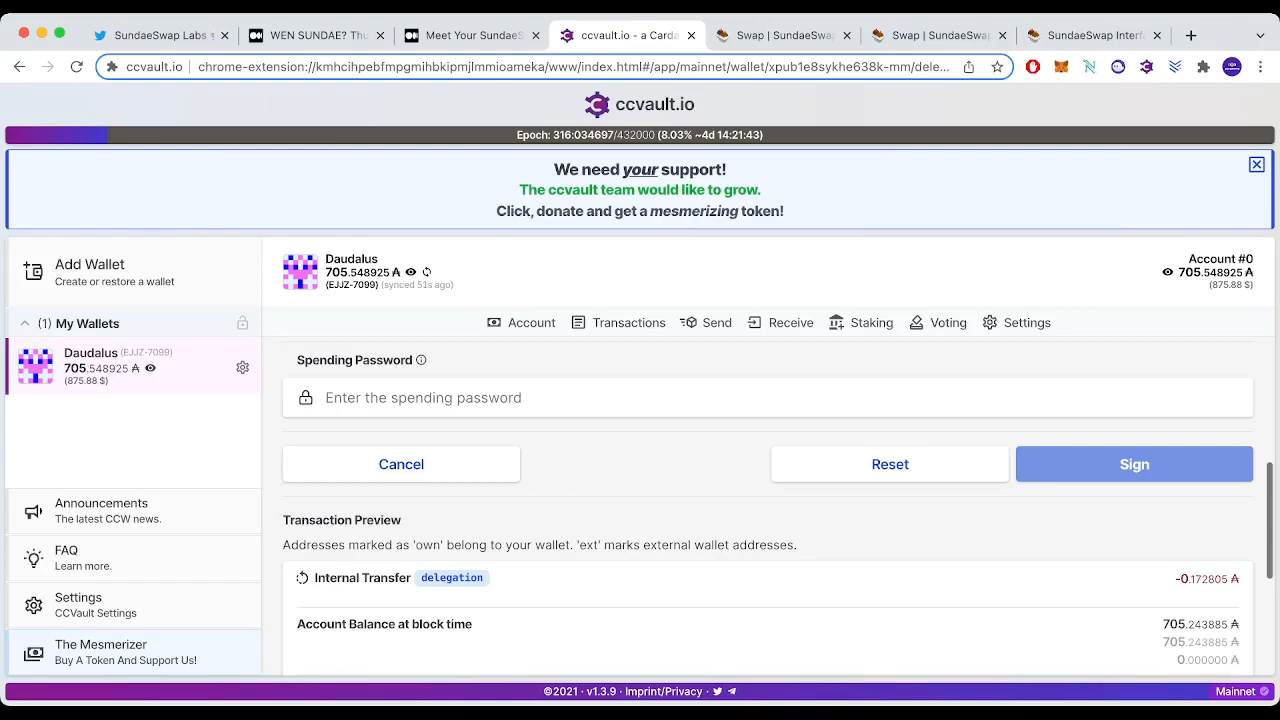 SundaeSwap Labs
WEN SUNDAE? Thu
Meet Your SundaeS
ccvault.io - a Carda
Swap | SundaeSwap
Swap | SundaeSwap
SundaeSwap Interf
ccvault.io | chrome-extension://kmhcihpebfmpgmihbkipmjlmmioameka/www/index.html#/app/mainnet/wallet/xpub1e8sykhe638k-mm/dele...
ccvault.io
Epoch: 316:034697/432000 (8.03% ~4d 14:21:43)
We need your support!
The ccvault team would like to grow.
Click, donate and get a mesmerizing token!
Add Wallet
Create or restore a wallet
(1) My Wallets
Daudalus (EJJZ-7099)
705.548925 ₳
(875.88 $)
Announcements
The latest CCW news.
FAQ
Learn more.
Settings
CCVault Settings
The Mesmerizer
Buy A Token And Support Us!
Daudalus
705.548925 ₳
(EJJZ-7099) (synced 51s ago)
Account #0
705.548925 ₳
(875.88 $)
Account
Transactions
Send
Receive
Staking
Voting
Settings
Spending Password
Enter the spending password
Cancel
Reset
Sign
Transaction Preview
Addresses marked as 'own' belong to your wallet. 'ext' marks external wallet addresses.
Internal Transfer delegation
-0.172805 ₳
Account Balance at block time
705.243885 ₳
705.243885 ₳
0.000000 ₳
©2021 · v1.3.9 · Imprint/Privacy ·
Mainnet